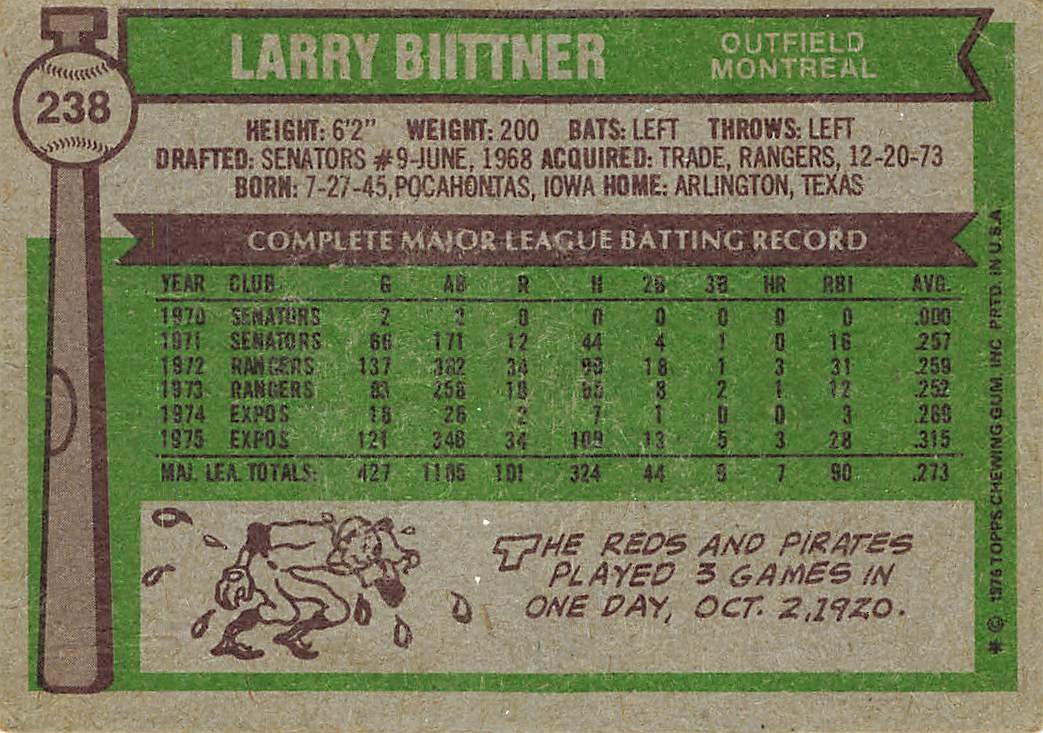 238
LARRY BIITTNER
OUTFIELD
MONTREAL
HEIGHT: 6'2" WEIGHT: 200 BATS: LEFT THROWS: LEFT
DRAFTED: SENATORS #9-JUNE, 1968 ACQUIRED: TRADE, RANGERS, 12-20-73
BORN: 7-27-45, POCAHONTAS, IOWA HOME: ARLINGTON, TEXAS
COMPLETE MAJOR LEAGUE BATTING RECORD
YEAR CLUB G AB R H 2B 3B HR RBI AVG.
1970 SENATORS 2 2 0 0 0 0 0 0 .000
1971 SENATORS 66 171 12 44 4 1 0 16 .257
1972 RANGERS 137 382 34 99 18 1 3 31 .259
1973 RANGERS 83 258 18 65 8 2 1 12 .252
1974 EXPOS 18 26 2 7 1 0 0 3 .269
1975 EXPOS 121 346 34 109 13 5 3 28 .315
MAJ. LEA. TOTALS: 427 1185 101 324 44 9 7 90 .273
THE REDS AND PIRATES
PLAYED 3 GAMES IN
ONE DAY, OCT. 2, 1920.
* © 1976 TOPPS CHEWING GUM INC PRTD. IN U.S.A